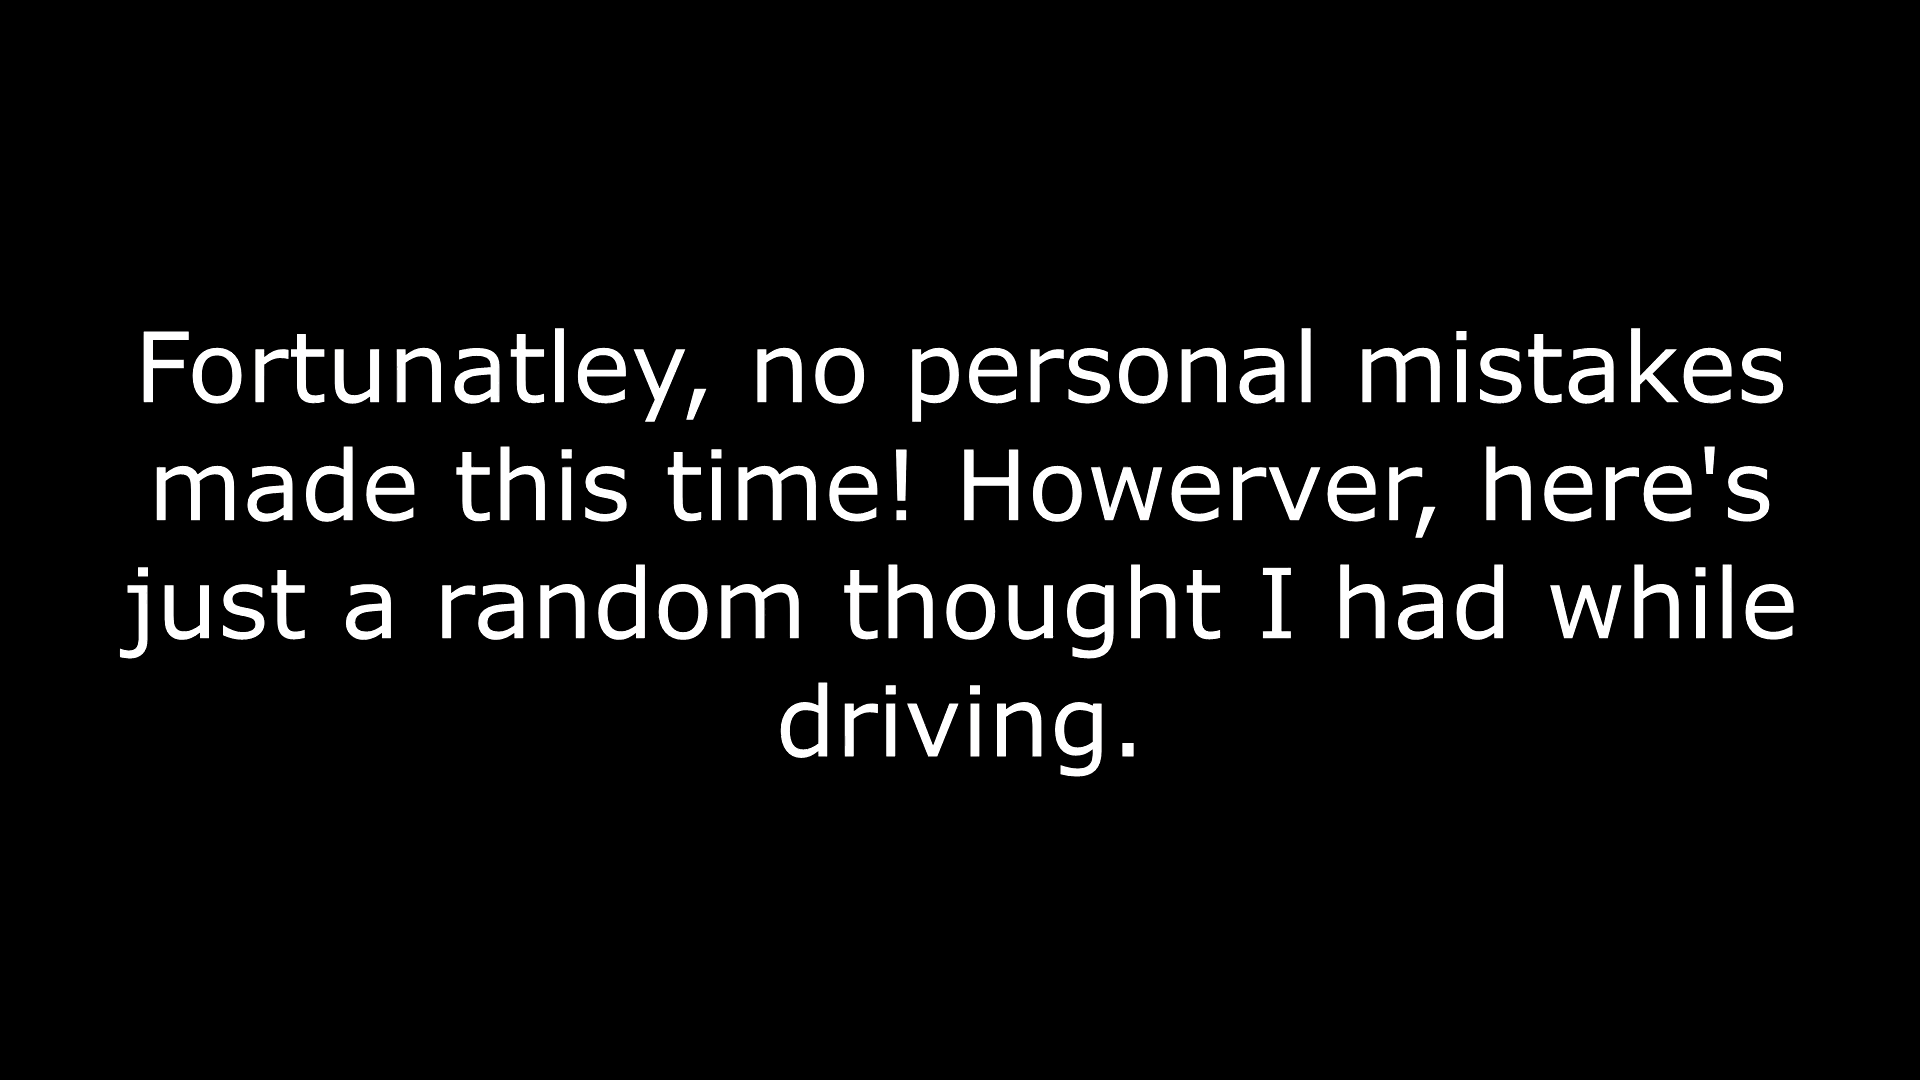 Fortunatley, no personal mistakes
made this time! Howerver, here's
just a random thought I had while
driving.